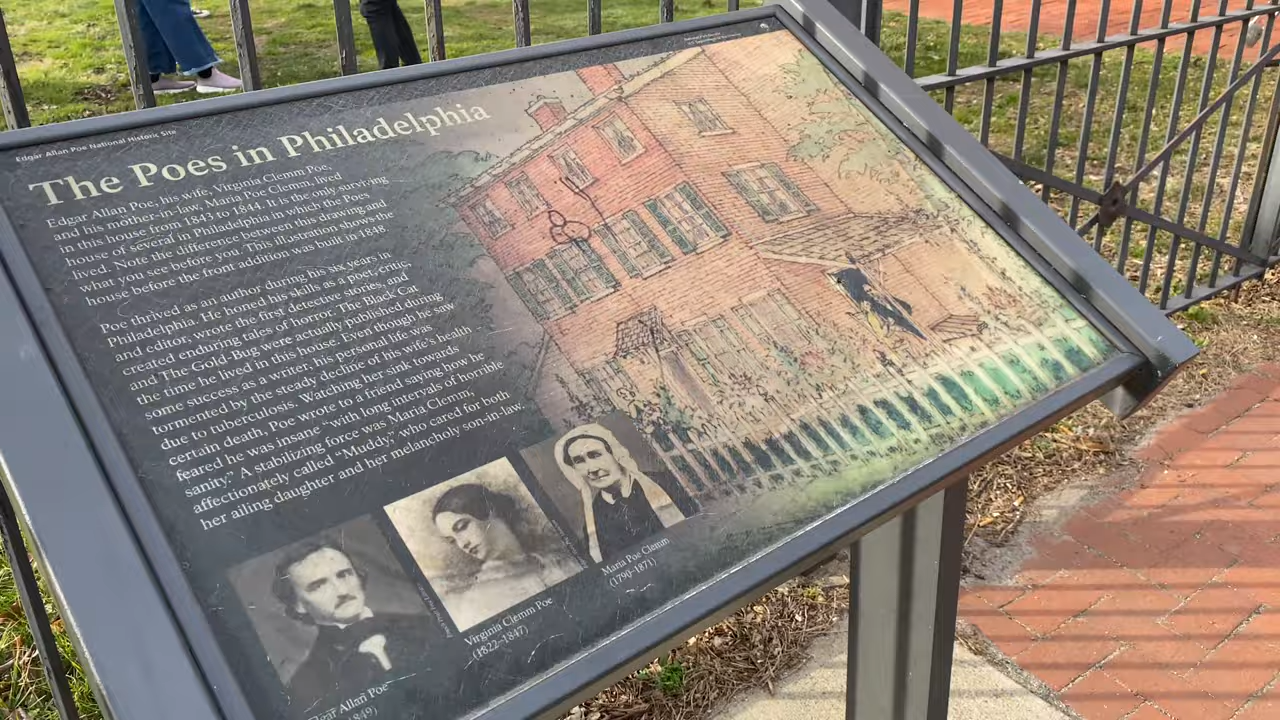 Edgar Allan Poe National Historic Site
The Poes in Philadelphia
Edgar Allan Poe, his wife, Virginia Clemm Poe,
and his mother-in-law, Maria Poe Clemm, lived
in this house from 1843 to 1844. It is the only surviving
house of several in Philadelphia in which the Poes
lived. Note the difference between this drawing and
what you see before you. This illustration shows the
house before the front addition was built in 1848.
Poe thrived as an author during his six years in
Philadelphia. He honed his skills as a poet, critic
and editor, wrote the first detective stories, and
created enduring tales of horror. The Black Cat
and The Gold-Bug were actually published during
the time he lived in this house. Even though he saw
some success as a writer, his personal life was
tormented by the steady decline of his wife's health
due to tuberculosis. Watching her sink towards
certain death, Poe wrote to a friend saying how he
feared he was insane "with long intervals of horrible
sanity." A stabilizing force was Maria Clemm,
affectionately called "Muddy," who cared for both
her ailing daughter and her melancholy son-in-law.
Maria Poe Clemm
(1790–1871)
Virginia Clemm Poe
(1822–1847)
Edgar Allan Poe
1849)